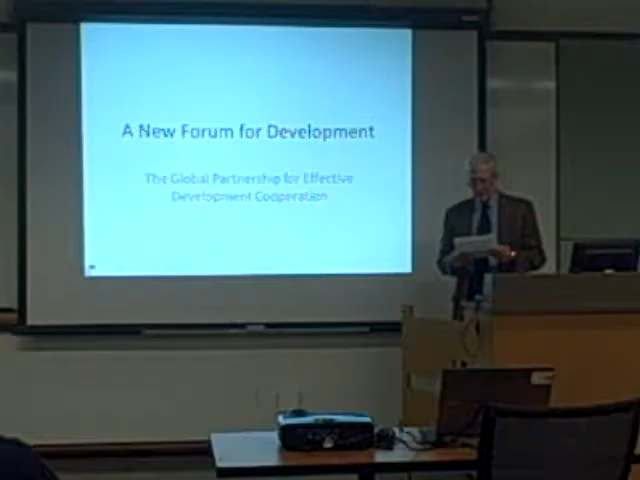 A New Forum for Development
The Global Partnership for Effective
Development Cooperation